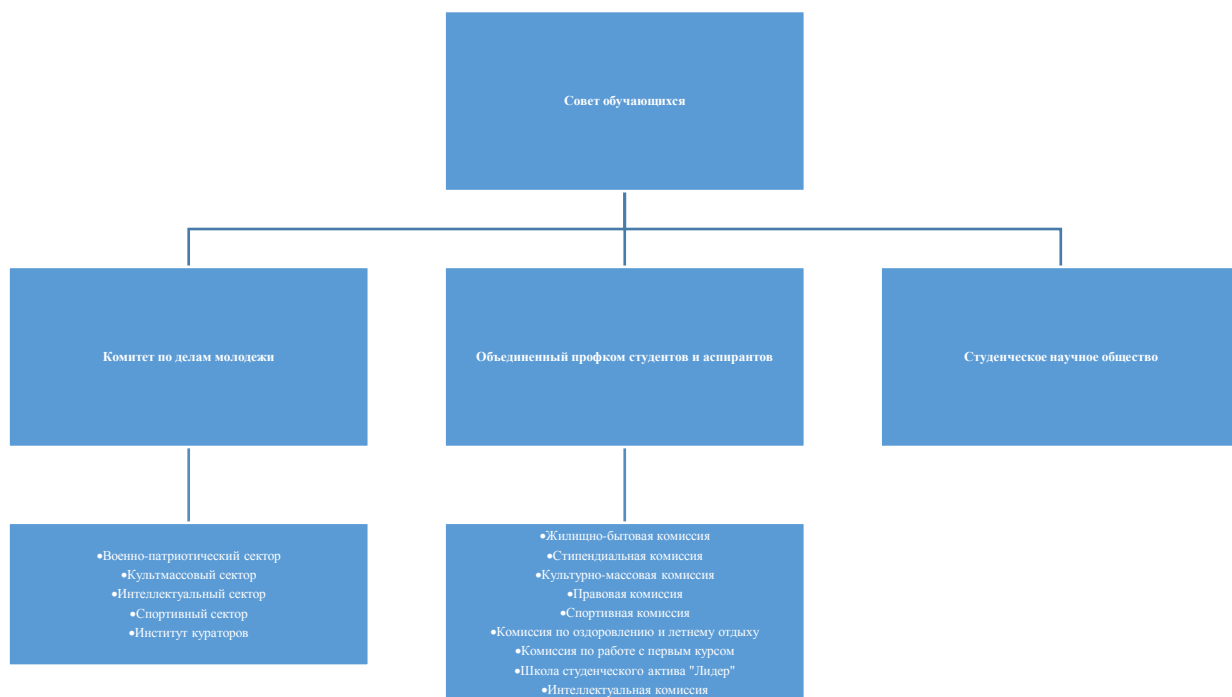 Совет обучающихся
Комитет по делам молодежи
Объединенный профком студентов и аспирантов
Студенческое научное общество
•Военно-патриотический сектор
•Культмассовый сектор
•Интеллектуальный сектор
•Спортивный сектор
•Институт кураторов
•Жилищно-бытовая комиссия
•Стипендиальная комиссия
•Культурно-массовая комиссия
•Правовая комиссия
•Спортивная комиссия
•Комиссия по оздоровлению и летнему отдыху
•Комиссия по работе с первым курсом
•Школа студенческого актива "Лидер"
•Интеллектуальная комиссия